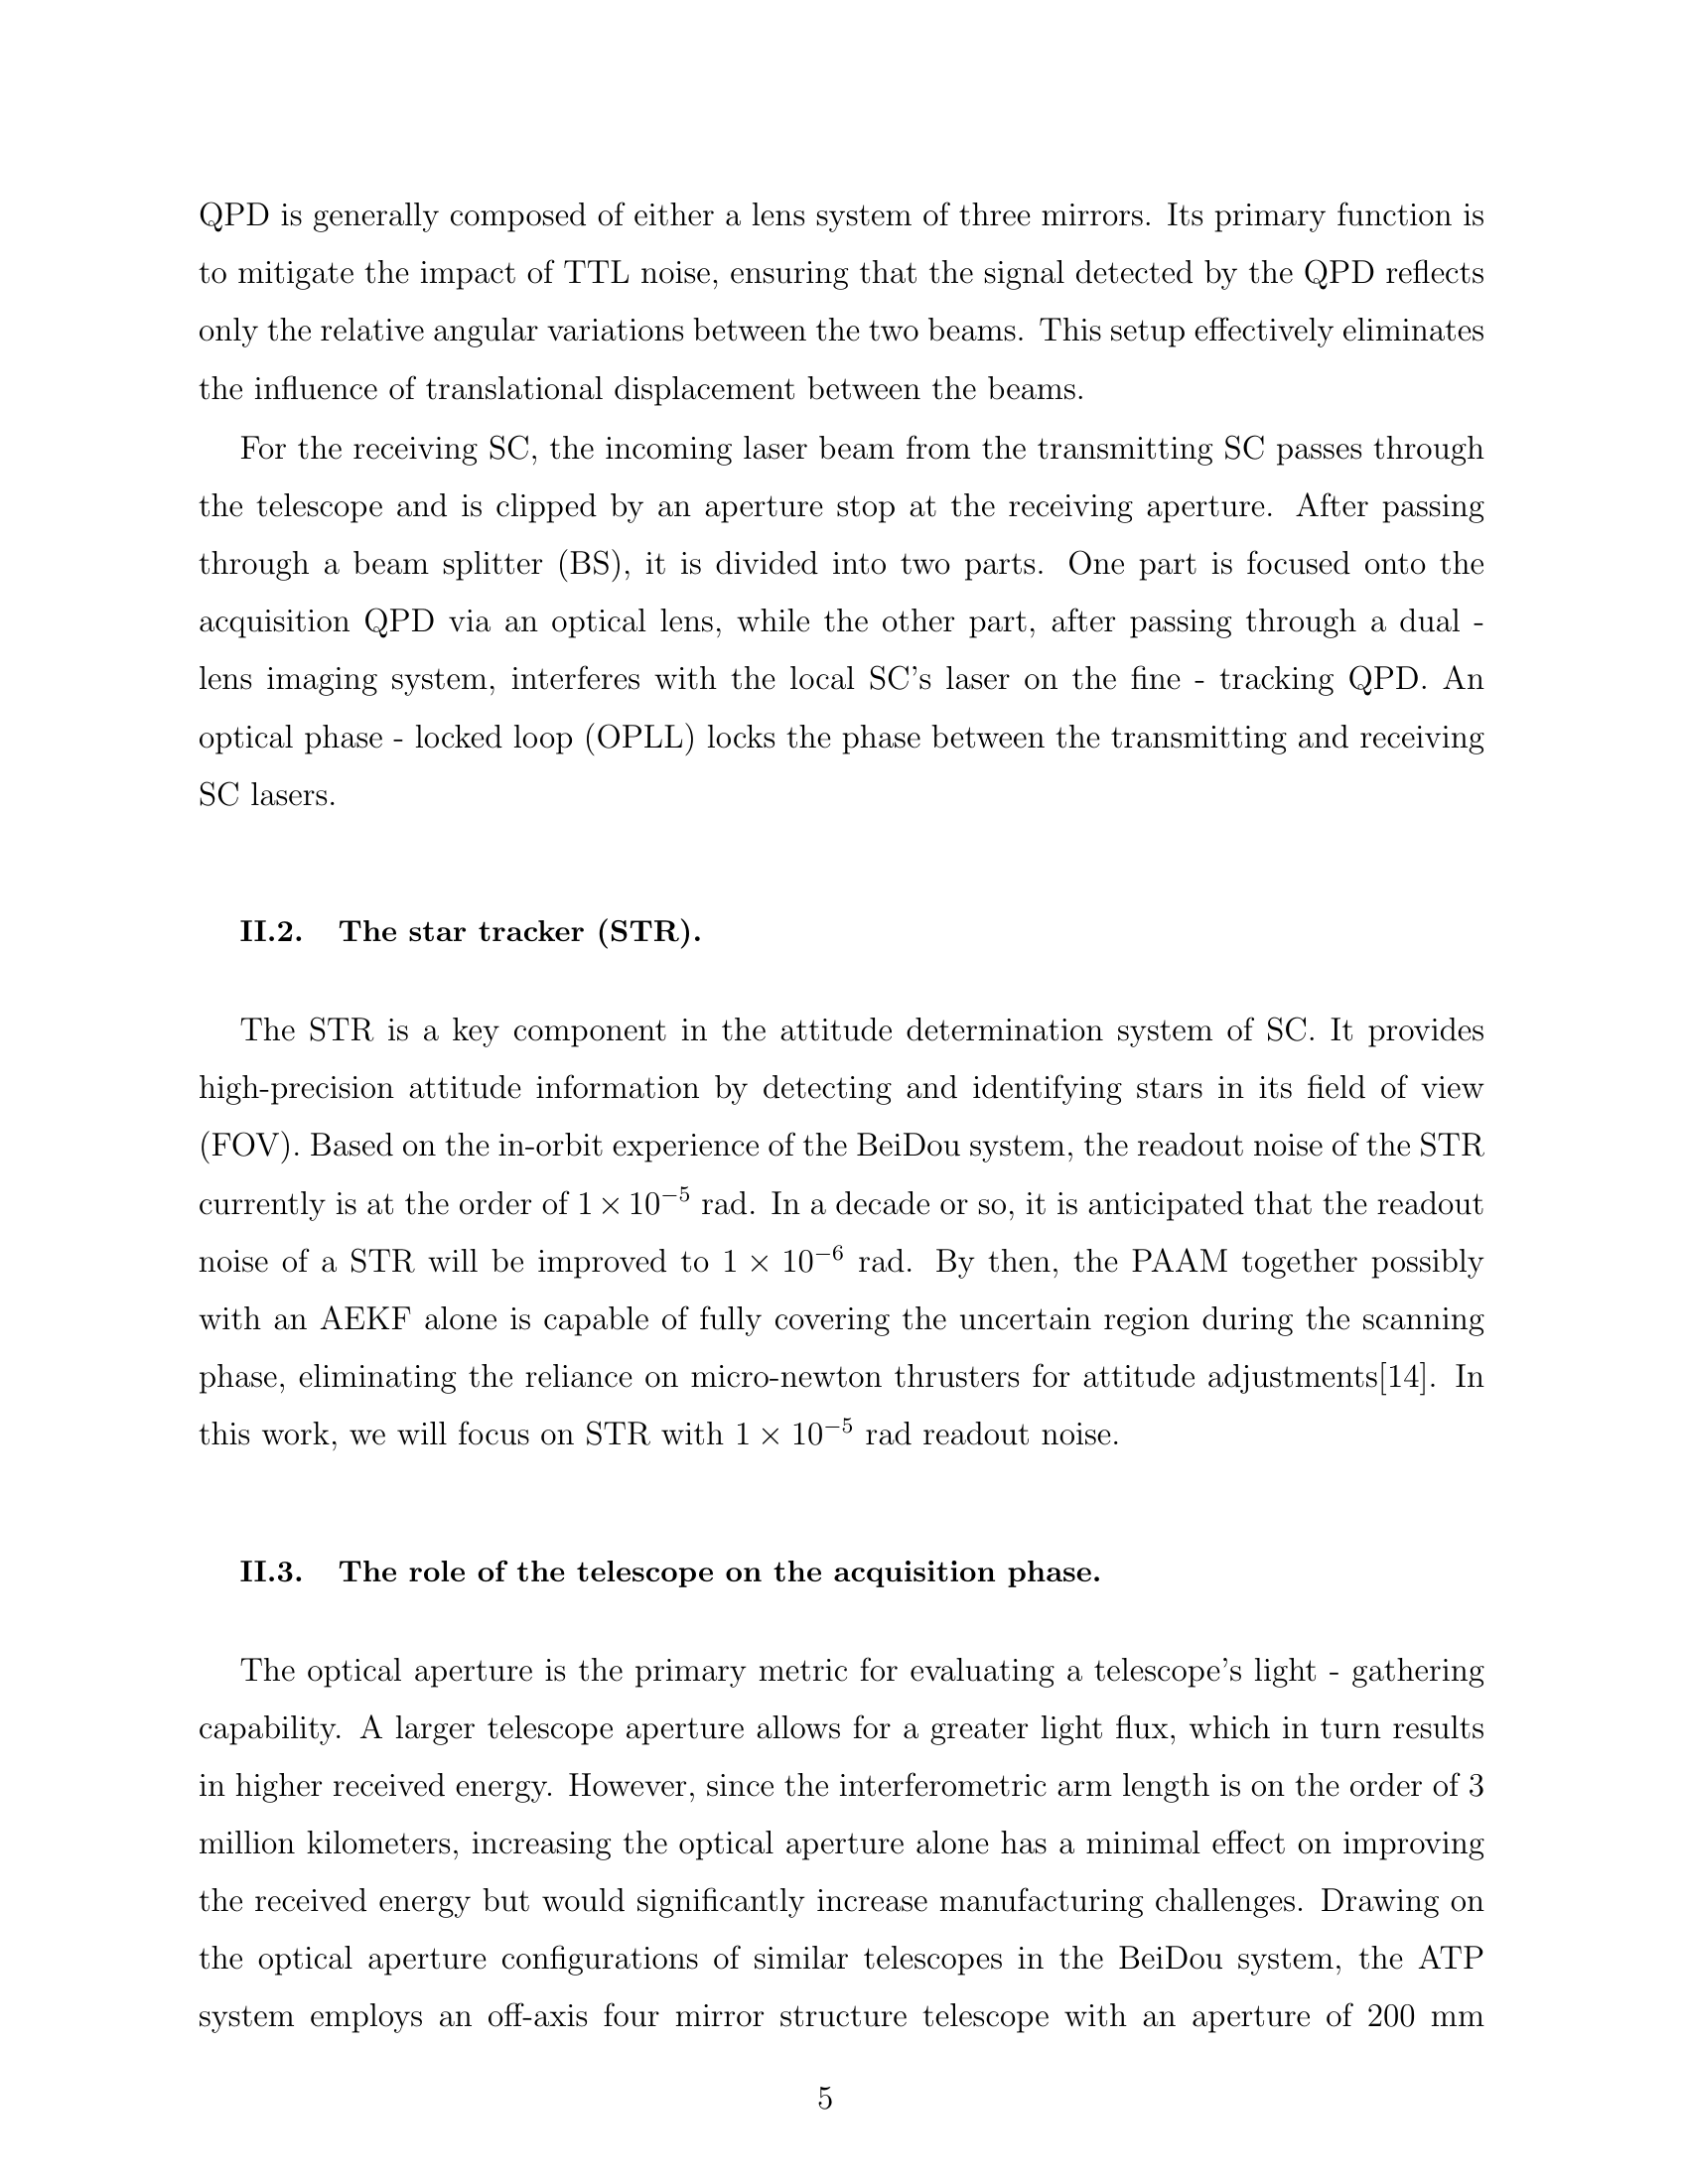 QPD is generally composed of either a lens system of three mirrors. Its primary function is
to mitigate the impact of TTL noise, ensuring that the signal detected by the QPD reflects
only the relative angular variations between the two beams. This setup effectively eliminates
the influence of translational displacement between the beams.
For the receiving SC, the incoming laser beam from the transmitting SC passes through
the telescope and is clipped by an aperture stop at the receiving aperture. After passing
through a beam splitter (BS), it is divided into two parts. One part is focused onto the
acquisition QPD via an optical lens, while the other part, after passing through a dual -
lens imaging system, interferes with the local SC's laser on the fine - tracking QPD. An
optical phase - locked loop (OPLL) locks the phase between the transmitting and receiving
SC lasers.
II.2. The star tracker (STR).
The STR is a key component in the attitude determination system of SC. It provides
high-precision attitude information by detecting and identifying stars in its field of view
(FOV). Based on the in-orbit experience of the BeiDou system, the readout noise of the STR
currently is at the order of 1 × 10⁻⁵ rad. In a decade or so, it is anticipated that the readout
noise of a STR will be improved to 1 × 10⁻⁶ rad. By then, the PAAM together possibly
with an AEKF alone is capable of fully covering the uncertain region during the scanning
phase, eliminating the reliance on micro-newton thrusters for attitude adjustments[14]. In
this work, we will focus on STR with 1 × 10⁻⁵ rad readout noise.
II.3. The role of the telescope on the acquisition phase.
The optical aperture is the primary metric for evaluating a telescope's light - gathering
capability. A larger telescope aperture allows for a greater light flux, which in turn results
in higher received energy. However, since the interferometric arm length is on the order of 3
million kilometers, increasing the optical aperture alone has a minimal effect on improving
the received energy but would significantly increase manufacturing challenges. Drawing on
the optical aperture configurations of similar telescopes in the BeiDou system, the ATP
system employs an off-axis four mirror structure telescope with an aperture of 200 mm
5